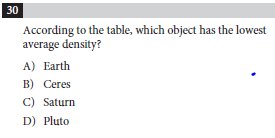 30
According to the table, which object has the lowest
average density?
A) Earth
B) Ceres
C) Saturn
D) Pluto